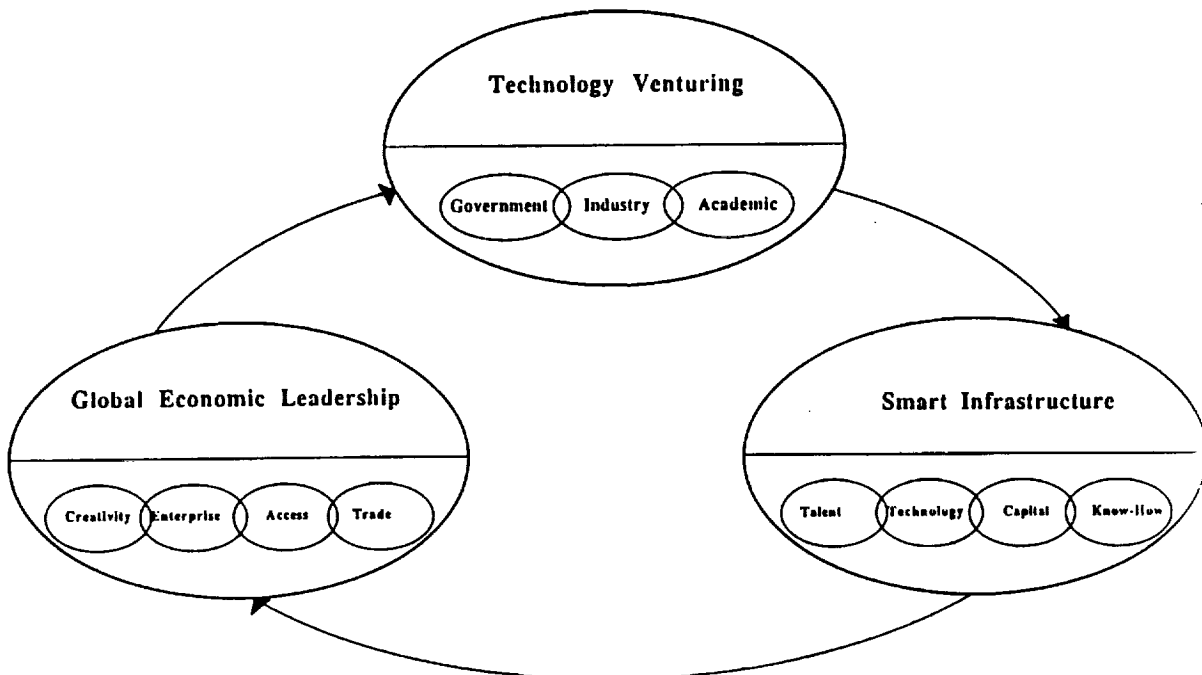 Technology Venturing
Government Industry Academic
Global Economic Leadership
Creativity Enterprise Access Trade
Smart Infrastructure
Talent Technology Capital Know-How